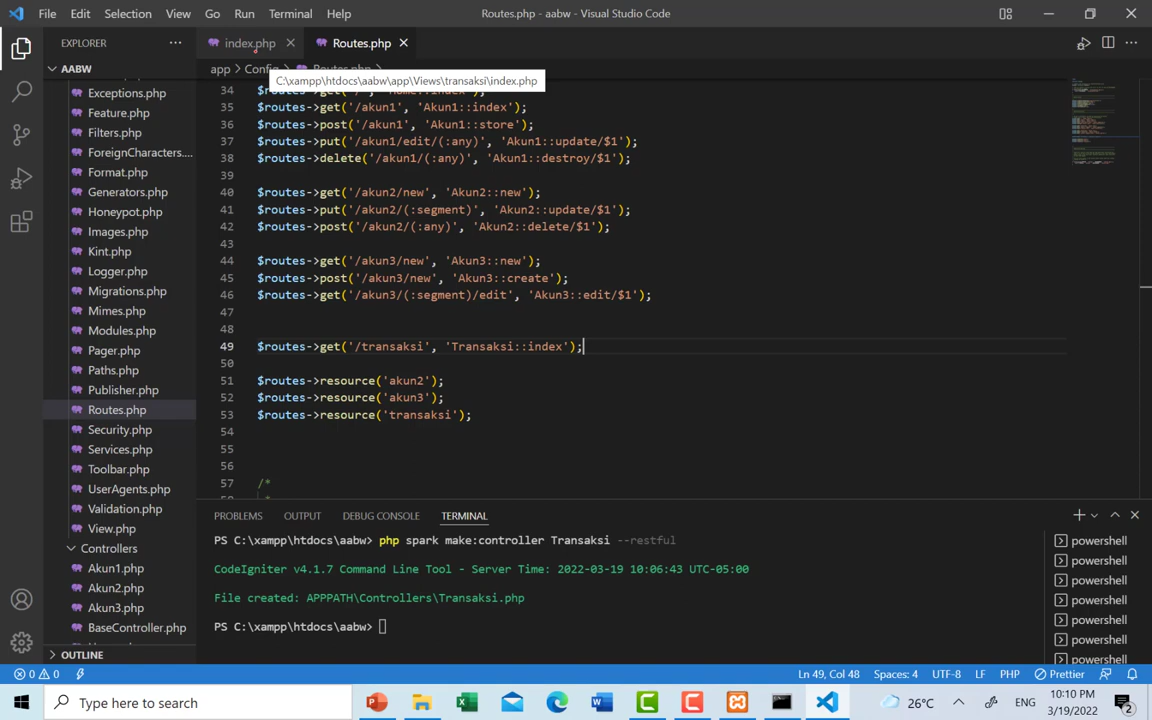 File Edit Selection View Go Run Terminal Help Routes.php - aabw - Visual Studio Code
EXPLORER
index.php Routes.php
AABW
app > Config > Routes.php
C:\xampp\htdocs\aabw\app\Views\transaksi\index.php
Exceptions.php
Feature.php
Filters.php
ForeignCharacters....
Format.php
Generators.php
Honeypot.php
Images.php
Kint.php
Logger.php
Migrations.php
Mimes.php
Modules.php
Pager.php
Paths.php
Publisher.php
Routes.php
Security.php
Services.php
Toolbar.php
UserAgents.php
Validation.php
View.php
Controllers
Akun1.php
Akun2.php
Akun3.php
BaseController.php
OUTLINE
34 $routes->get('/', 'Home::index');
35 $routes->get('/akun1', 'Akun1::index');
36 $routes->post('/akun1', 'Akun1::store');
37 $routes->put('/akun1/edit/(:any)', 'Akun1::update/$1');
38 $routes->delete('/akun1/(:any)', 'Akun1::destroy/$1');
39
40 $routes->get('/akun2/new', 'Akun2::new');
41 $routes->put('/akun2/(:segment)', 'Akun2::update/$1');
42 $routes->post('/akun2/(:any)', 'Akun2::delete/$1');
43
44 $routes->get('/akun3/new', 'Akun3::new');
45 $routes->post('/akun3/new', 'Akun3::create');
46 $routes->get('/akun3/(:segment)/edit', 'Akun3::edit/$1');
47
48
49 $routes->get('/transaksi', 'Transaksi::index');
50
51 $routes->resource('akun2');
52 $routes->resource('akun3');
53 $routes->resource('transaksi');
54
55
56
57 /*
PROBLEMS OUTPUT DEBUG CONSOLE TERMINAL
PS C:\xampp\htdocs\aabw> php spark make:controller Transaksi --restful
CodeIgniter v4.1.7 Command Line Tool - Server Time: 2022-03-19 10:06:43 UTC-05:00
File created: APPPATH\Controllers\Transaksi.php
PS C:\xampp\htdocs\aabw>
powershell
powershell
powershell
powershell
powershell
powershell
powershell
0 0 Ln 49, Col 48 Spaces: 4 UTF-8 LF PHP Prettier
Type here to search
26°C ENG 10:10 PM
3/19/2022
2